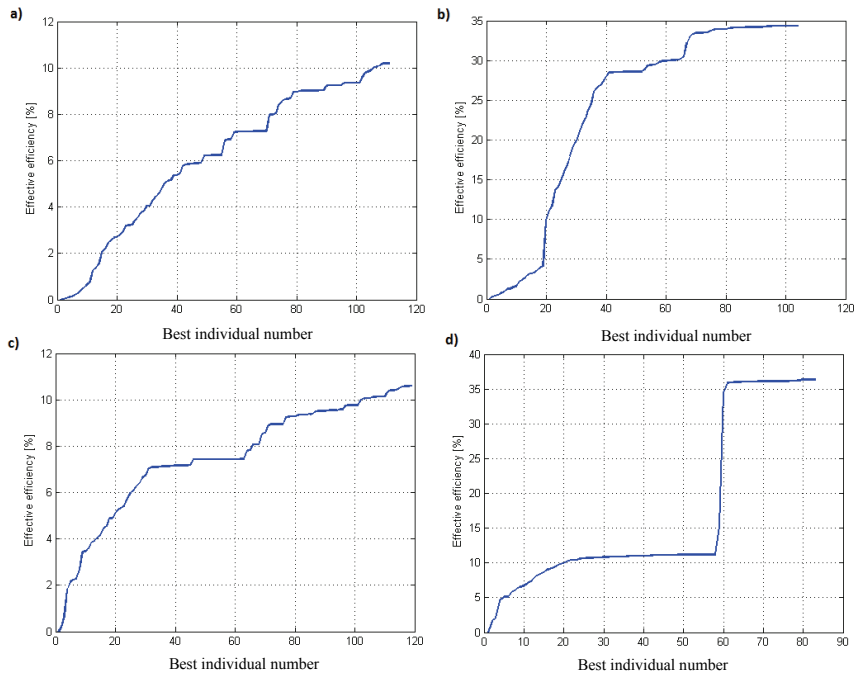 a)
12
10
8
6
4
2
0
Effective efficiency [%]
0 20 40 60 80 100 120
Best individual number
b)
35
30
25
20
15
10
5
0
Effective efficiency [%]
0 20 40 60 80 100 120
Best individual number
c)
12
10
8
6
4
2
0
Effective efficiency [%]
0 20 40 60 80 100 120
Best individual number
d)
40
35
30
25
20
15
10
5
0
Effective efficiency [%]
0 10 20 30 40 50 60 70 80 90
Best individual number